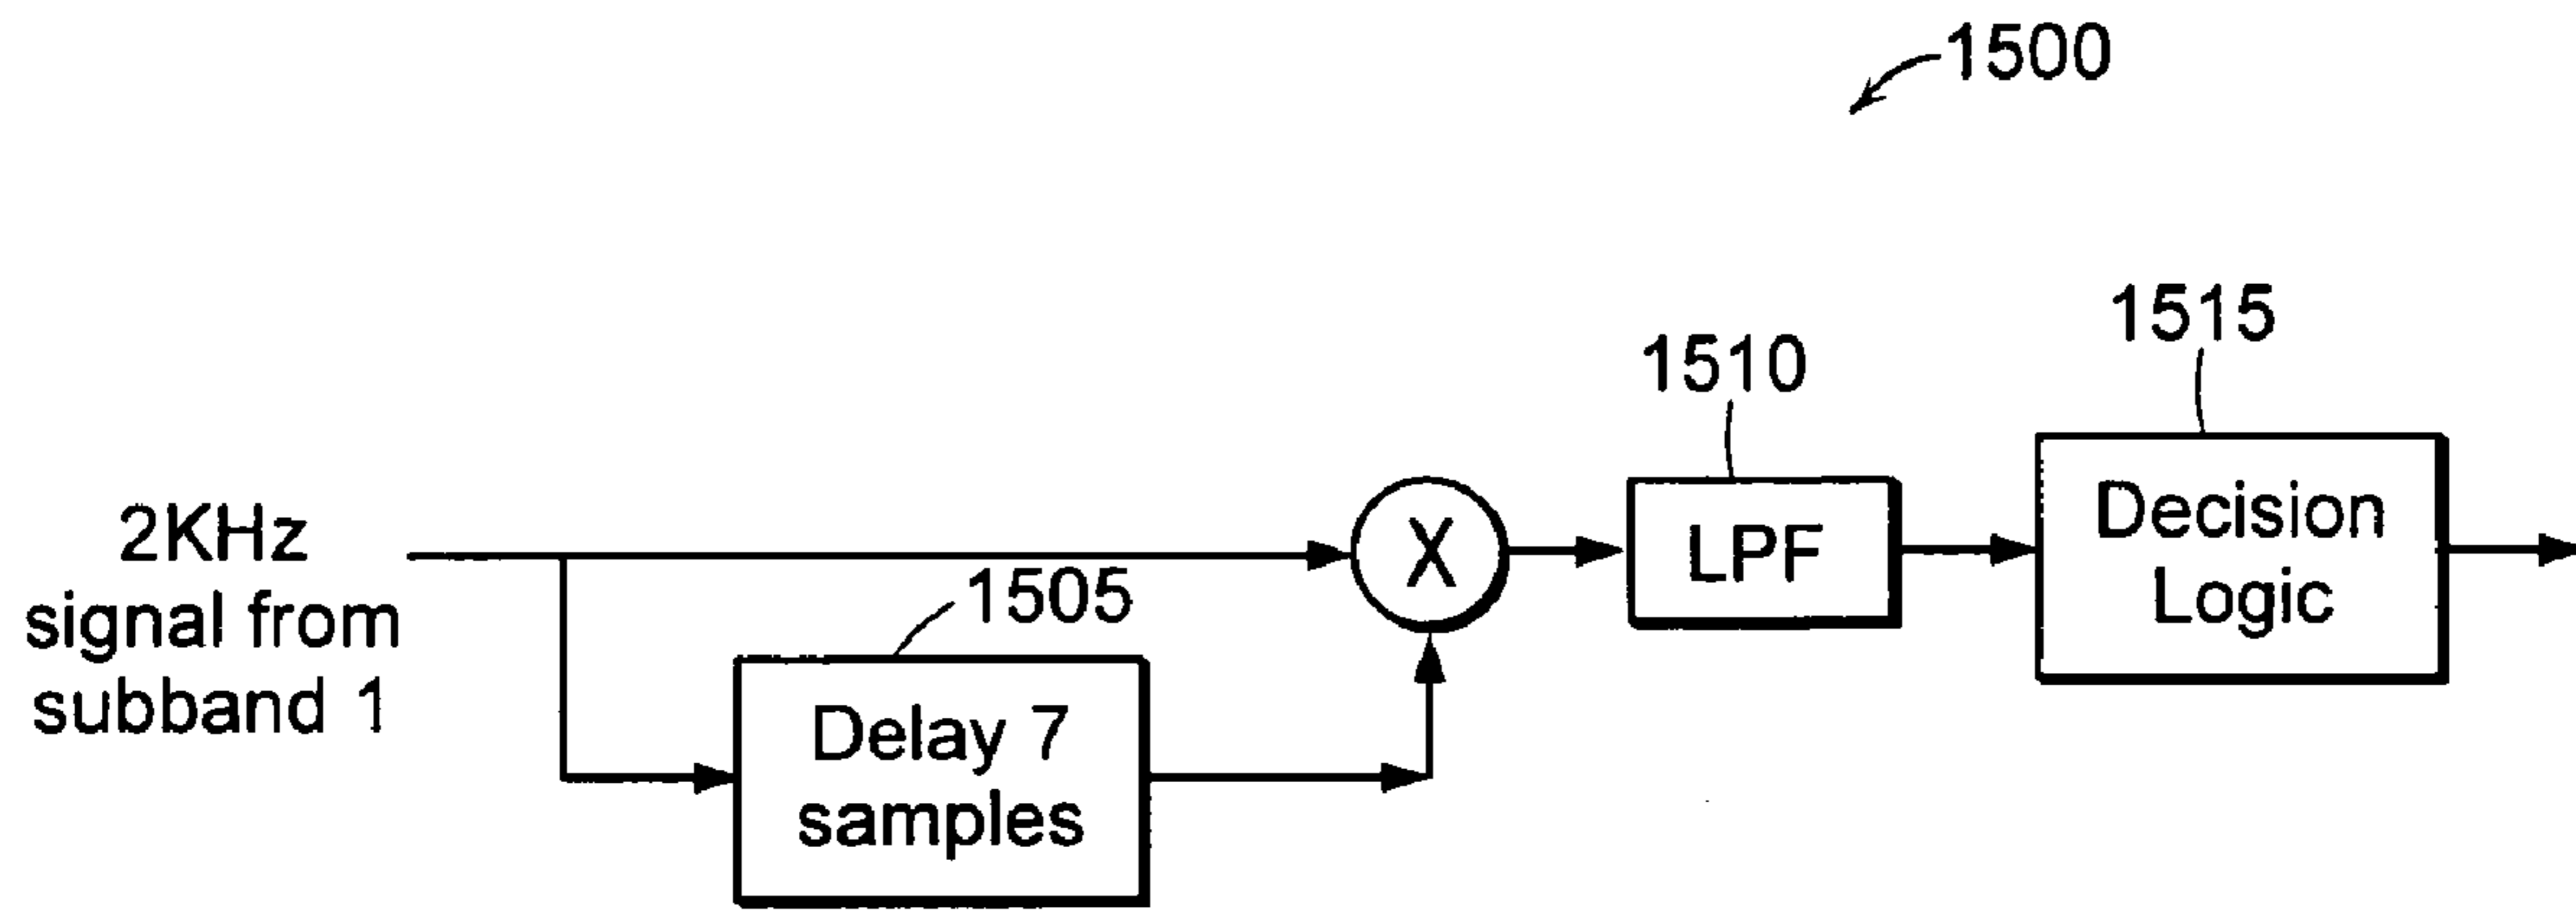 1500
1515
1510
2KHz
signal from
subband 1
X
LPF
Decision
Logic
1505
Delay 7
samples